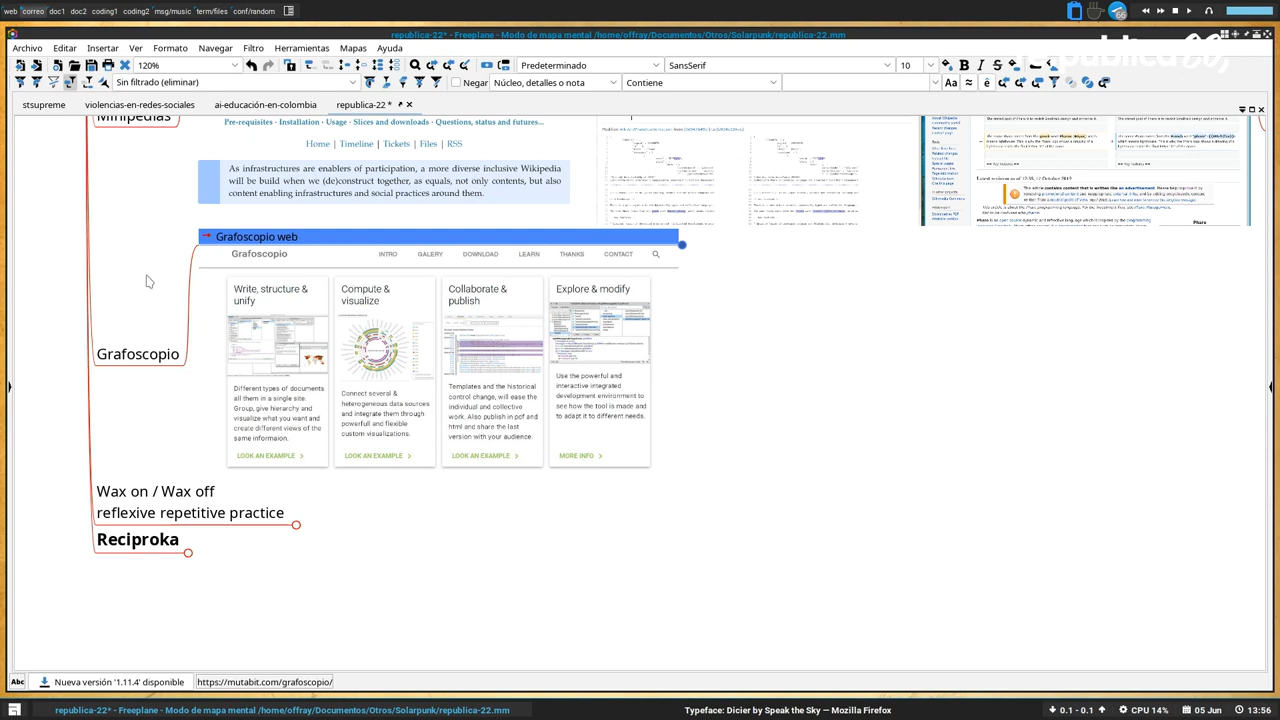 web correo doc1 doc2 coding1 coding2 msg/music term/files conf/random
66
republica-22* - Freeplane - Modo de mapa mental /home/offray/Documentos/Otros/Solarpunk/republica-22.mm
Archivo Editar Insertar Ver Formato Navegar Filtro Herramientas Mapas Ayuda
120% Predeterminado SansSerif 10
Sin filtrado (eliminar) Negar Núcleo, detalles o nota Contiene Aa ≈ ê
stsupreme violencias-en-redes-sociales ai-educación-en-colombia republica-22 *
Minipedias
Pre-requisites · Installation · Usage · Slices and downloads · Questions, status and futures...
Home | Timeline | Tickets | Files | RSS
As infrastructures are enablers of participation, a more diverse inclusive Wikipedia
will be build when we (de)construct together, as equals, not only contents, but also
content enabling infrastructures and social practices around them.
Grafoscopio web
Grafoscopio INTRO GALERY DOWNLOAD LEARN THANKS CONTACT
Write, structure &
unify
Different types of documents
all them in a single site.
Group, give hierarchy and
visualize what you want and
create different views of the
same informaion.
LOOK AN EXAMPLE
Compute &
visualize
Connect several &
heterogeneous data sources
and integrate them through
powerfull and flexible
custom visualizations.
LOOK AN EXAMPLE
Collaborate &
publish
Templates and the historical
control change, will ease the
individual and collective
work. Also publish in pdf and
html and share the last
version with your audience.
LOOK AN EXAMPLE
Explore & modify
Use the powerful and
interactive integrated
development environment to
see how the tool is made and
to adapt it to different needs.
MORE INFO
Grafoscopio
Wax on / Wax off
reflexive repetitive practice
Reciproka
Abc Nueva versión '1.11.4' disponible https://mutabit.com/grafoscopio/
republica-22* - Freeplane - Modo de mapa mental /home/offray/Documentos/Otros/Solarpunk/republica-22.mm
Typeface: Dicier by Speak the Sky — Mozilla Firefox
0.1 - 0.1 CPU 14% 05 Jun 13:56